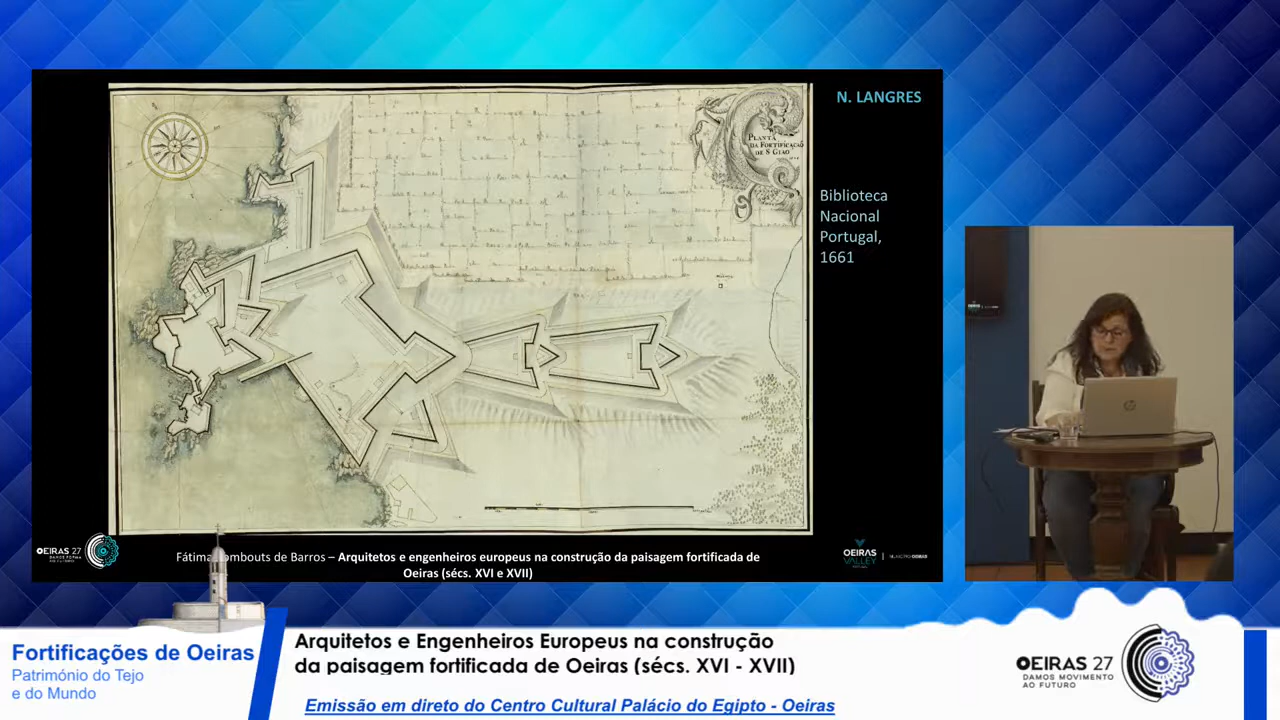 N. LANGRES
PLANTA
DA FORTIFICAÇÃO
DE S GIAO
Biblioteca
Nacional
Portugal,
1661
OEIRAS 27
Fátima Rombouts de Barros – Arquitetos e engenheiros europeus na construção da paisagem fortificada de
Oeiras (sécs. XVI e XVII)
OEIRAS
VALLEY
Fortificações de Oeiras
Património do Tejo
e do Mundo
Arquitetos e Engenheiros Europeus na construção
da paisagem fortificada de Oeiras (sécs. XVI - XVII)
Emissão em direto do Centro Cultural Palácio do Egipto - Oeiras
OEIRAS 27
DAMOS MOVIMENTO
AO FUTURO